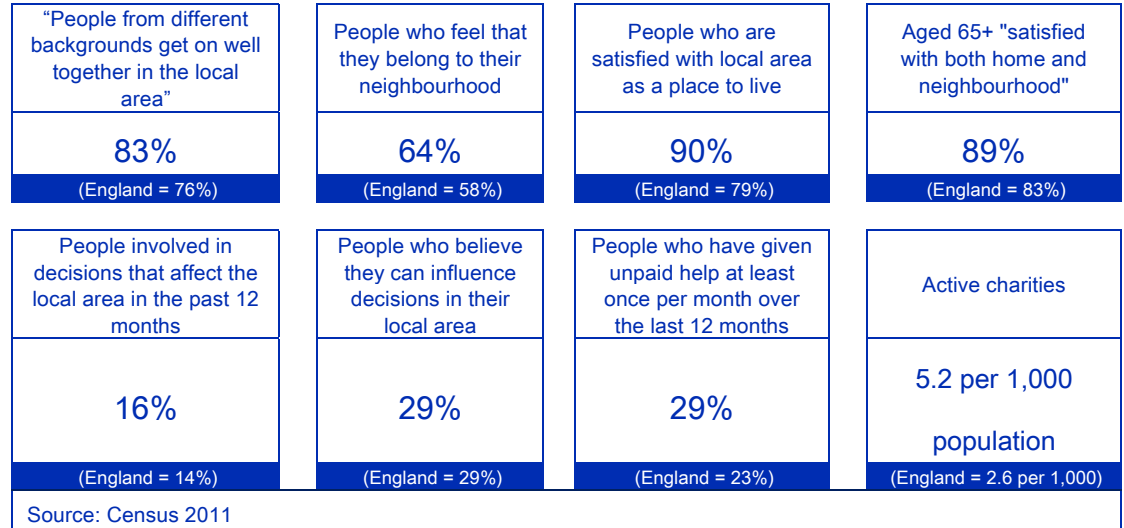 “People from different
backgrounds get on well
together in the local
area”
83%
(England = 76%)
People who feel that
they belong to their
neighbourhood
64%
(England = 58%)
People who are
satisfied with local area
as a place to live
90%
(England = 79%)
Aged 65+ "satisfied
with both home and
neighbourhood"
89%
(England = 83%)
People involved in
decisions that affect the
local area in the past 12
months
16%
(England = 14%)
People who believe
they can influence
decisions in their
local area
29%
(England = 29%)
People who have given
unpaid help at least
once per month over
the last 12 months
29%
(England = 23%)
Active charities
5.2 per 1,000
population
(England = 2.6 per 1,000)
Source: Census 2011